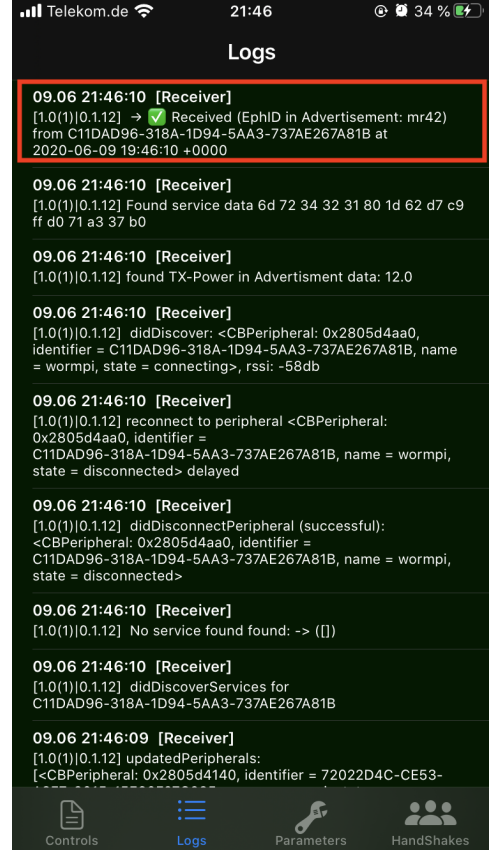 Telekom.de 21:46 34 %
Logs
09.06 21:46:10 [Receiver]
[1.0(1)|0.1.12] → ✅ Received (EphID in Advertisement: mr42)
from C11DAD96-318A-1D94-5AA3-737AE267A81B at
2020-06-09 19:46:10 +0000
09.06 21:46:10 [Receiver]
[1.0(1)|0.1.12] Found service data 6d 72 34 32 31 80 1d 62 d7 c9
ff d0 71 a3 37 b0
09.06 21:46:10 [Receiver]
[1.0(1)|0.1.12] found TX-Power in Advertisment data: 12.0
09.06 21:46:10 [Receiver]
[1.0(1)|0.1.12] didDiscover: <CBPeripheral: 0x2805d4aa0,
identifier = C11DAD96-318A-1D94-5AA3-737AE267A81B, name
= wormpi, state = connecting>, rssi: -58db
09.06 21:46:10 [Receiver]
[1.0(1)|0.1.12] reconnect to peripheral <CBPeripheral:
0x2805d4aa0, identifier =
C11DAD96-318A-1D94-5AA3-737AE267A81B, name = wormpi,
state = disconnected> delayed
09.06 21:46:10 [Receiver]
[1.0(1)|0.1.12] didDisconnectPeripheral (successful):
<CBPeripheral: 0x2805d4aa0, identifier =
C11DAD96-318A-1D94-5AA3-737AE267A81B, name = wormpi,
state = disconnected>
09.06 21:46:10 [Receiver]
[1.0(1)|0.1.12] No service found found: -> ([])
09.06 21:46:10 [Receiver]
[1.0(1)|0.1.12] didDiscoverServices for
C11DAD96-318A-1D94-5AA3-737AE267A81B
09.06 21:46:09 [Receiver]
[1.0(1)|0.1.12] updatedPeripherals:
[<CBPeripheral: 0x2805d4140, identifier = 72022D4C-CE53-
Controls Logs Parameters HandShakes